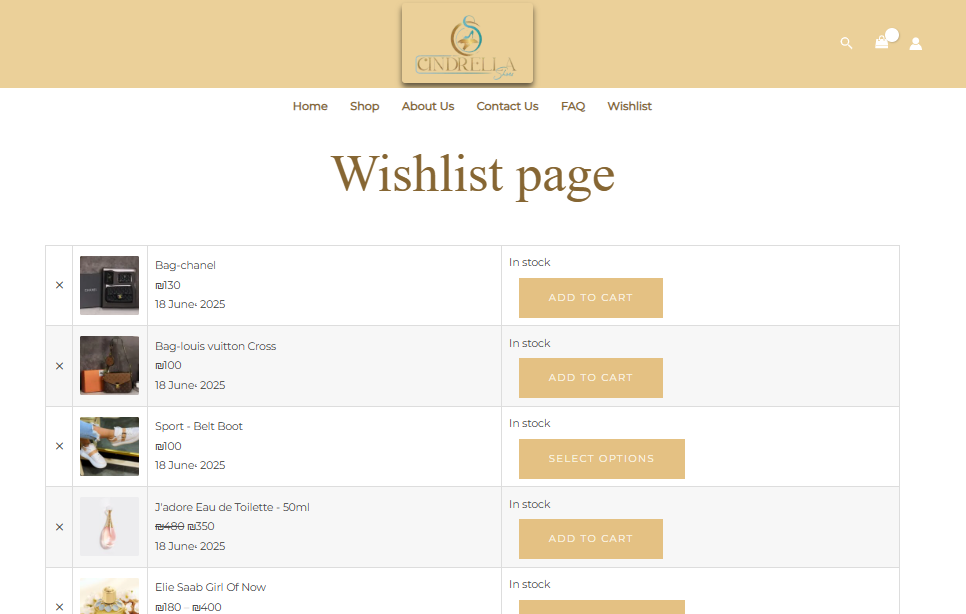 CINDRELLA
Shoes
Home Shop About Us Contact Us FAQ Wishlist
Wishlist page
× Bag-chanel
₪130
18 June، 2025
In stock
ADD TO CART
× Bag-louis vuitton Cross
₪100
18 June، 2025
In stock
ADD TO CART
× Sport - Belt Boot
₪100
18 June، 2025
In stock
SELECT OPTIONS
× J'adore Eau de Toilette - 50ml
₪480 ₪350
18 June، 2025
In stock
ADD TO CART
× Elie Saab Girl Of Now
₪180 – ₪400
In stock